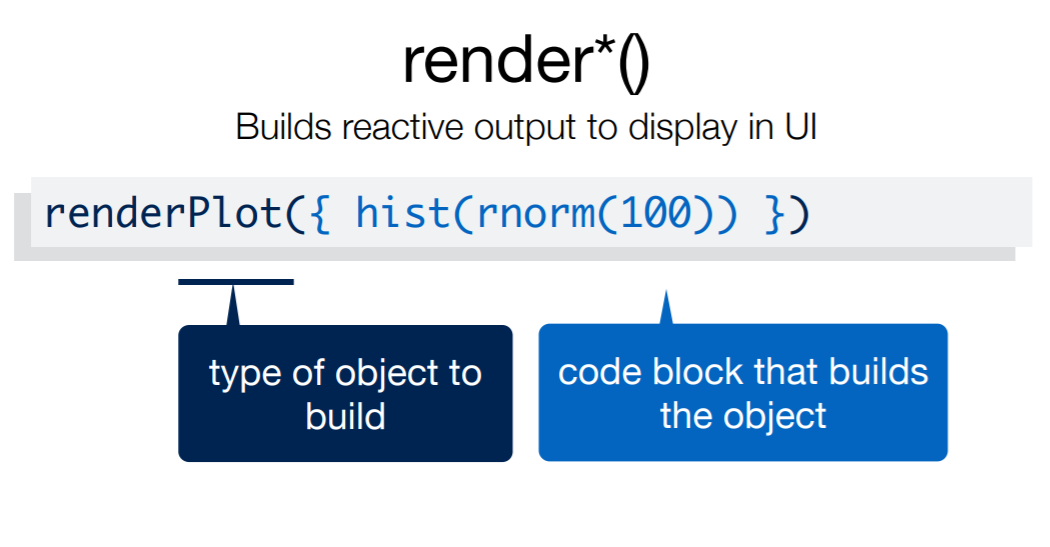 render*()
Builds reactive output to display in UI
renderPlot({ hist(rnorm(100)) })
type of object to
build
code block that builds
the object